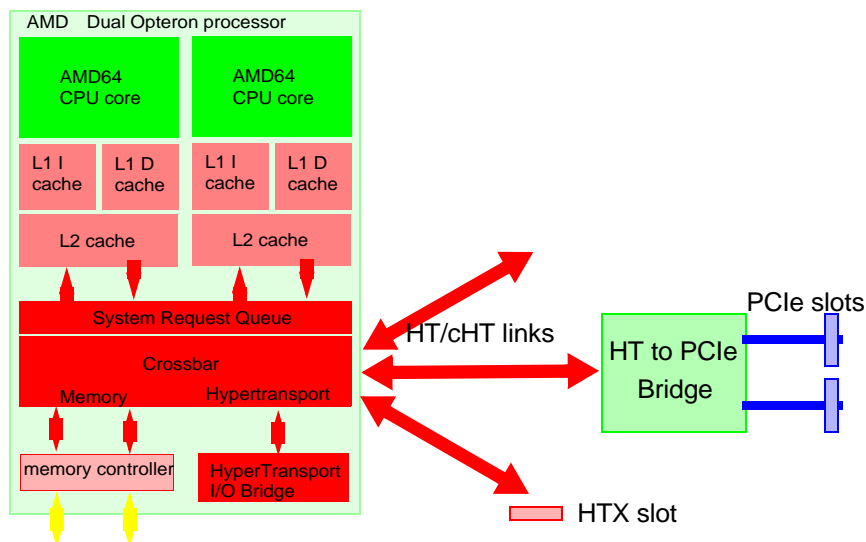 AMD Dual Opteron processor
AMD64
CPU core
AMD64
CPU core
L1 I
cache
L1 D
cache
L1 I
cache
L1 D
cache
L2 cache
L2 cache
System Request Queue
Crossbar
Memory
Hypertransport
memory controller
HyperTransport
I/O Bridge
HT/cHT links
HT to PCIe
Bridge
PCIe slots
HTX slot